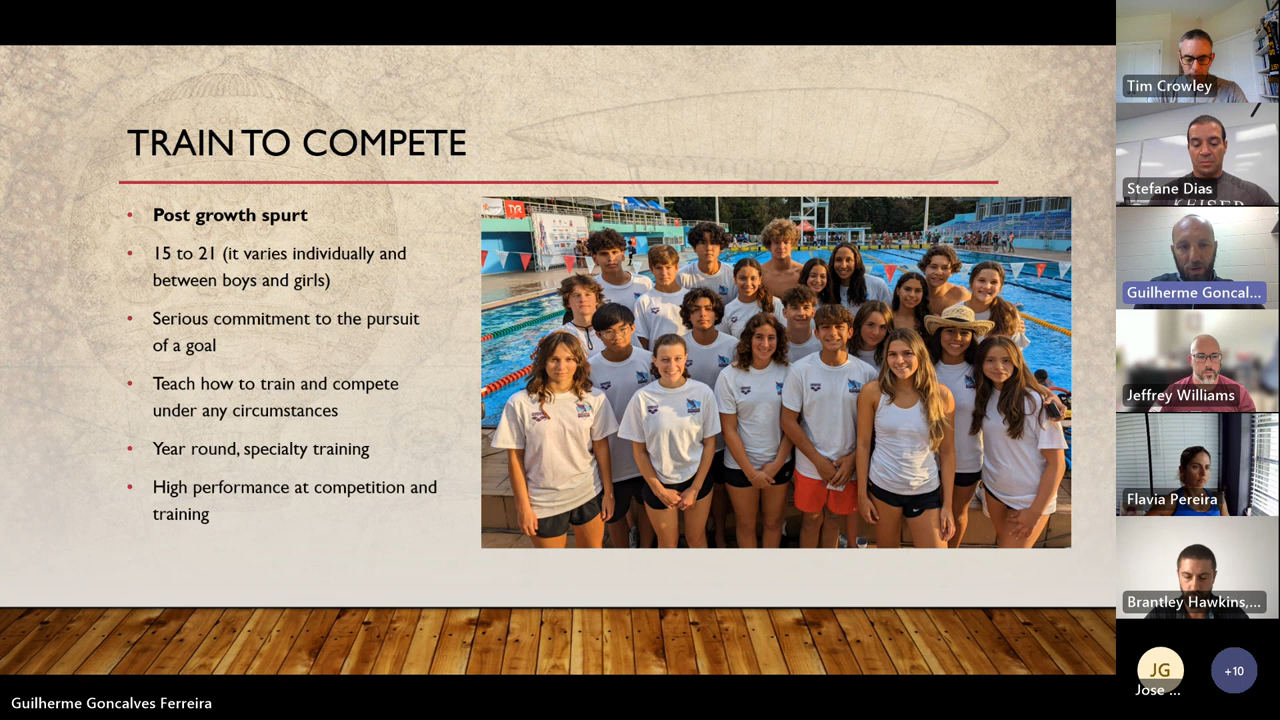 TRAIN TO COMPETE
• Post growth spurt
• 15 to 21 (it varies individually and
between boys and girls)
• Serious commitment to the pursuit
of a goal
• Teach how to train and compete
under any circumstances
• Year round, specialty training
• High performance at competition and
training
TYR
Tim Crowley
Stefane Dias
KEISER
Guilherme Goncal...
Jeffrey Williams
Flavia Pereira
Brantley Hawkins,...
JG
Jose ...
+10
Guilherme Goncalves Ferreira